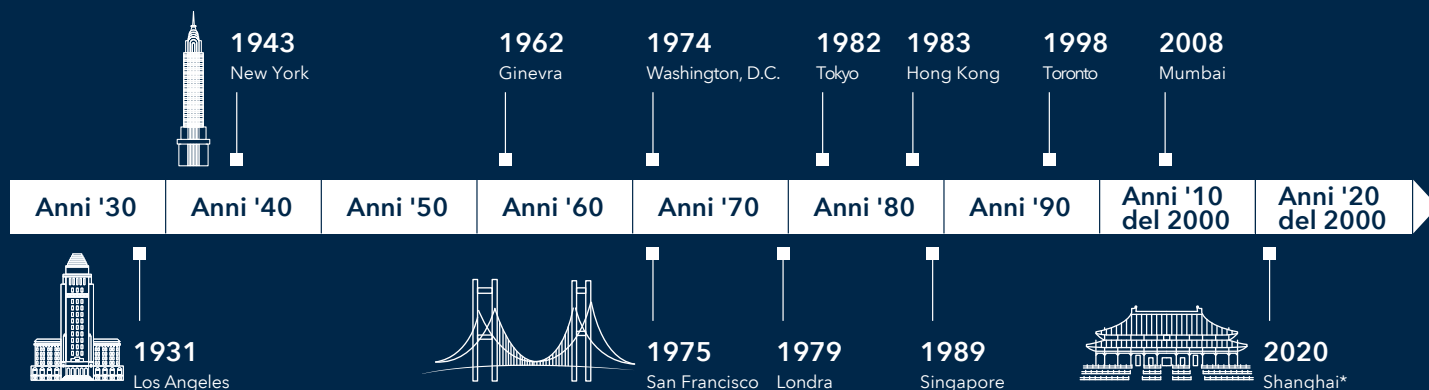 1943
New York
1962
Ginevra
1974
Washington, D.C.
1982
Tokyo
1983
Hong Kong
1998
Toronto
2008
Mumbai
Anni '30
Anni '40
Anni '50
Anni '60
Anni '70
Anni '80
Anni '90
Anni '10
del 2000
Anni '20
del 2000
1931
Los Angeles
1975
San Francisco
1979
Londra
1989
Singapore
2020
Shanghai*